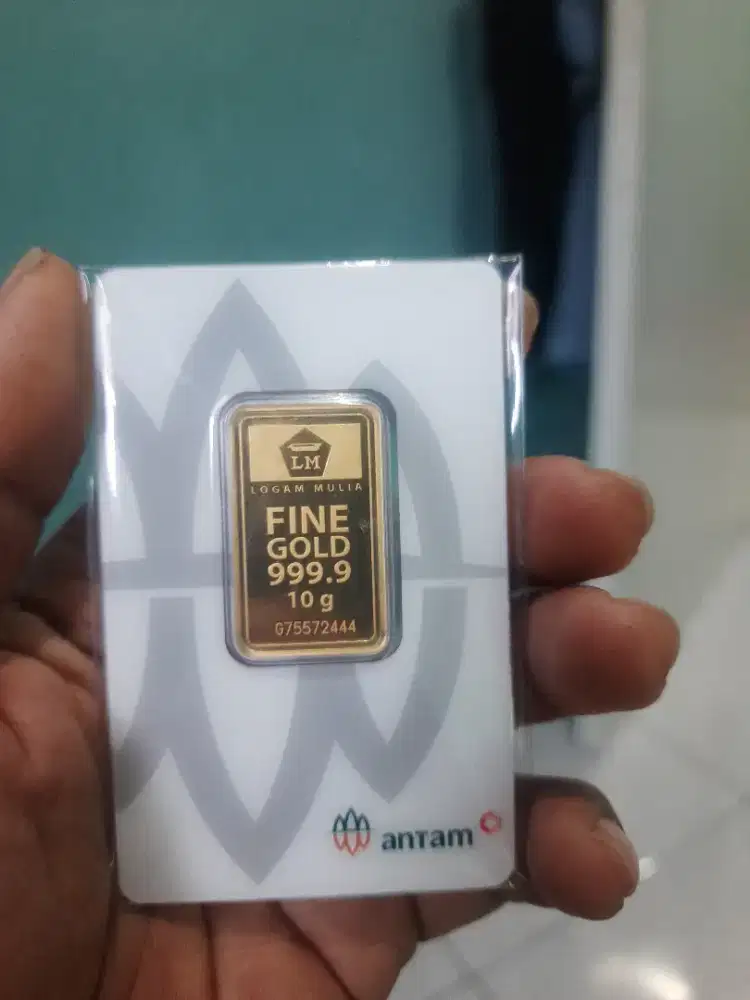 LM
LOGAM MULIA
FINE
GOLD
999.9
10 g
G75572444
antam